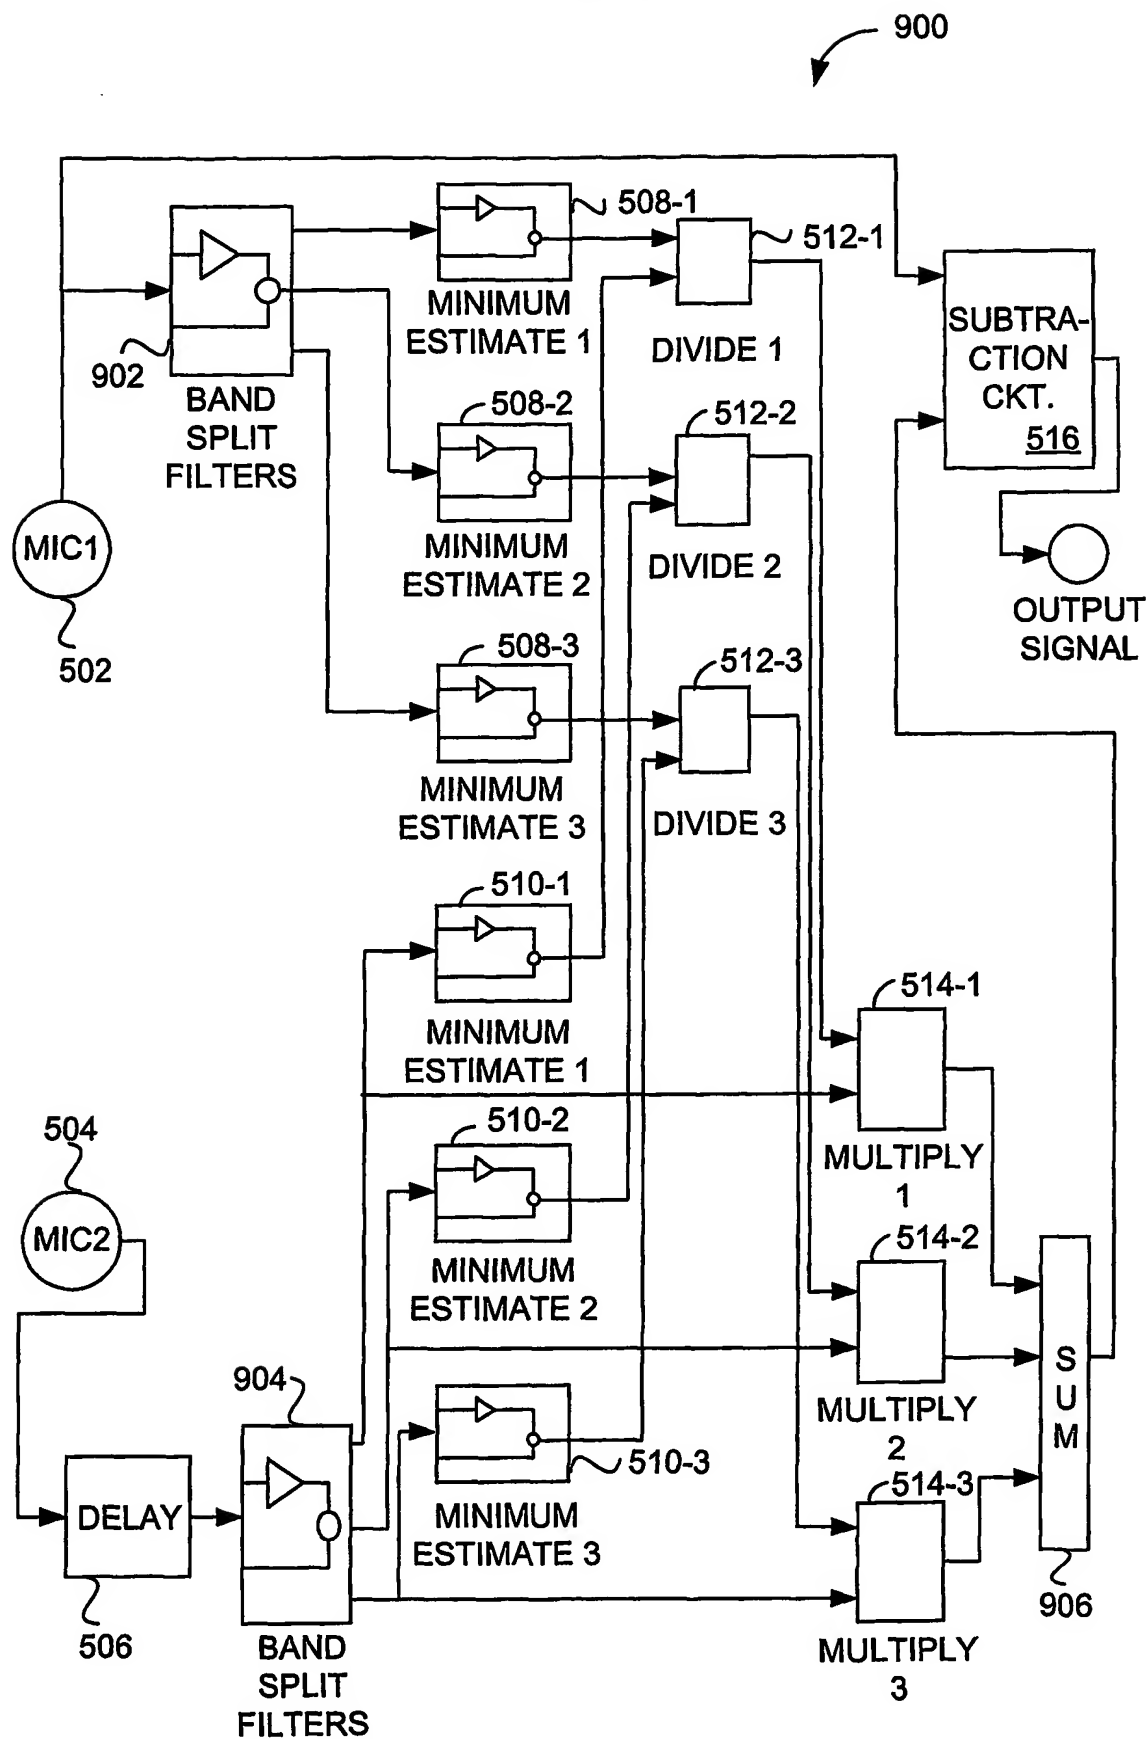 900
508-1
512-1
MINIMUM
ESTIMATE 1
DIVIDE 1
SUBTRA-
CTION
CKT.
516
902
BAND
SPLIT
FILTERS
508-2
512-2
MIC1
502
MINIMUM
ESTIMATE 2
DIVIDE 2
OUTPUT
SIGNAL
508-3
512-3
MINIMUM
ESTIMATE 3
DIVIDE 3
510-1
MINIMUM
ESTIMATE 1
514-1
MULTIPLY
1
504
MIC2
510-2
MINIMUM
ESTIMATE 2
514-2
MULTIPLY
2
S
U
M
906
904
510-3
MINIMUM
ESTIMATE 3
514-3
MULTIPLY
3
DELAY
506
BAND
SPLIT
FILTERS